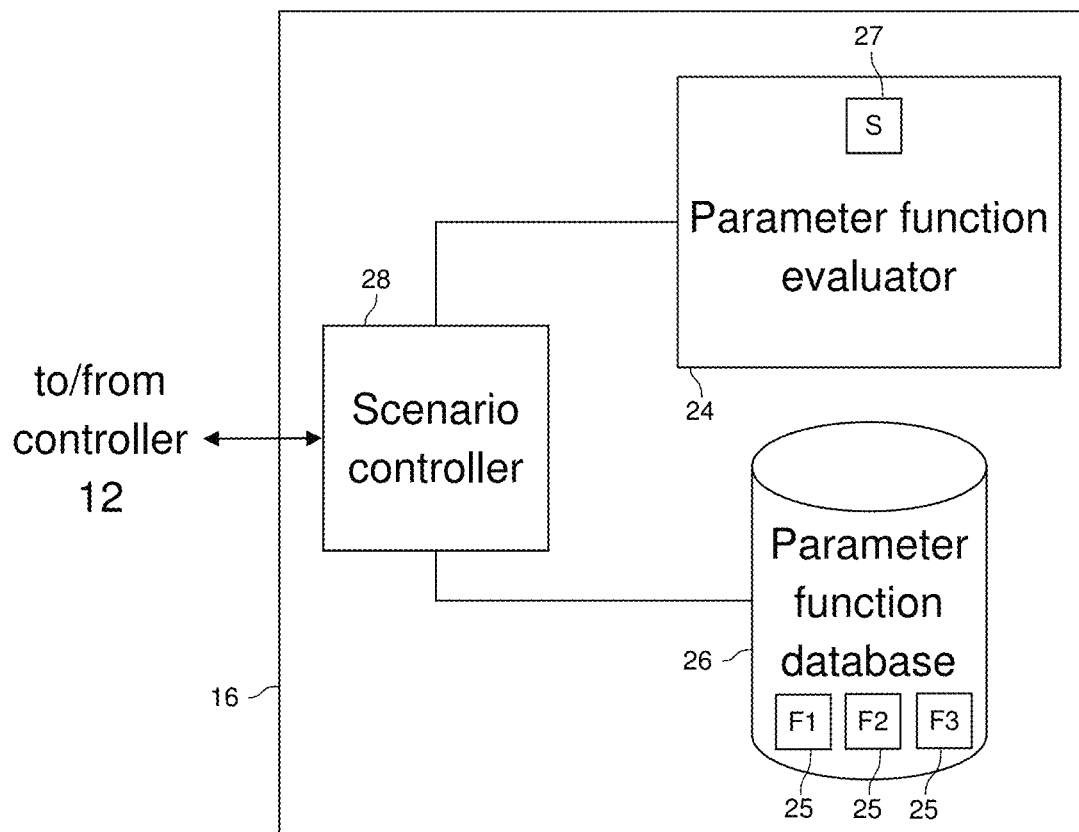 27
S
Parameter function
evaluator
28
24
to/from
controller
12
Scenario
controller
Parameter
function
database
26
16
F1 F2 F3
25 25 25